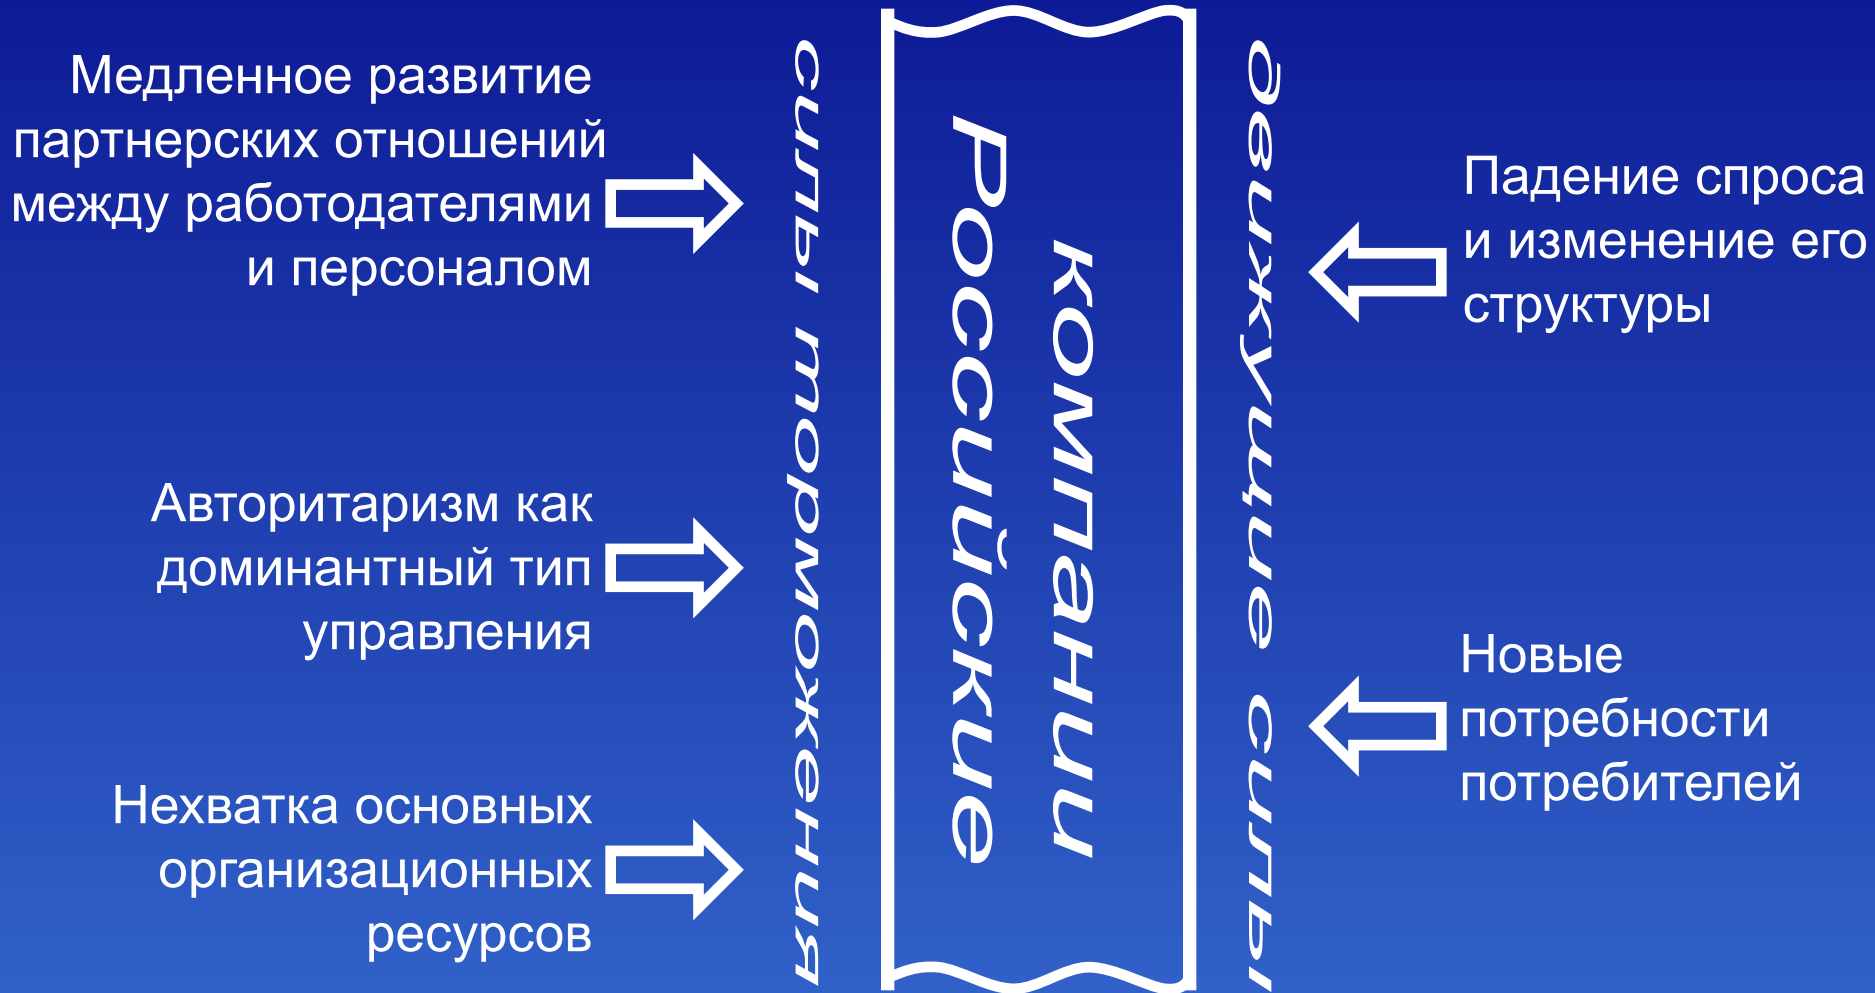 Медленное развитие
партнерских отношений
между работодателями
и персоналом
Авторитаризм как
доминантный тип
управления
Нехватка основных
организационных
ресурсов
силы торможения
Российские
компании
движущие силы
Падение спроса
и изменение его
структуры
Новые
потребности
потребителей